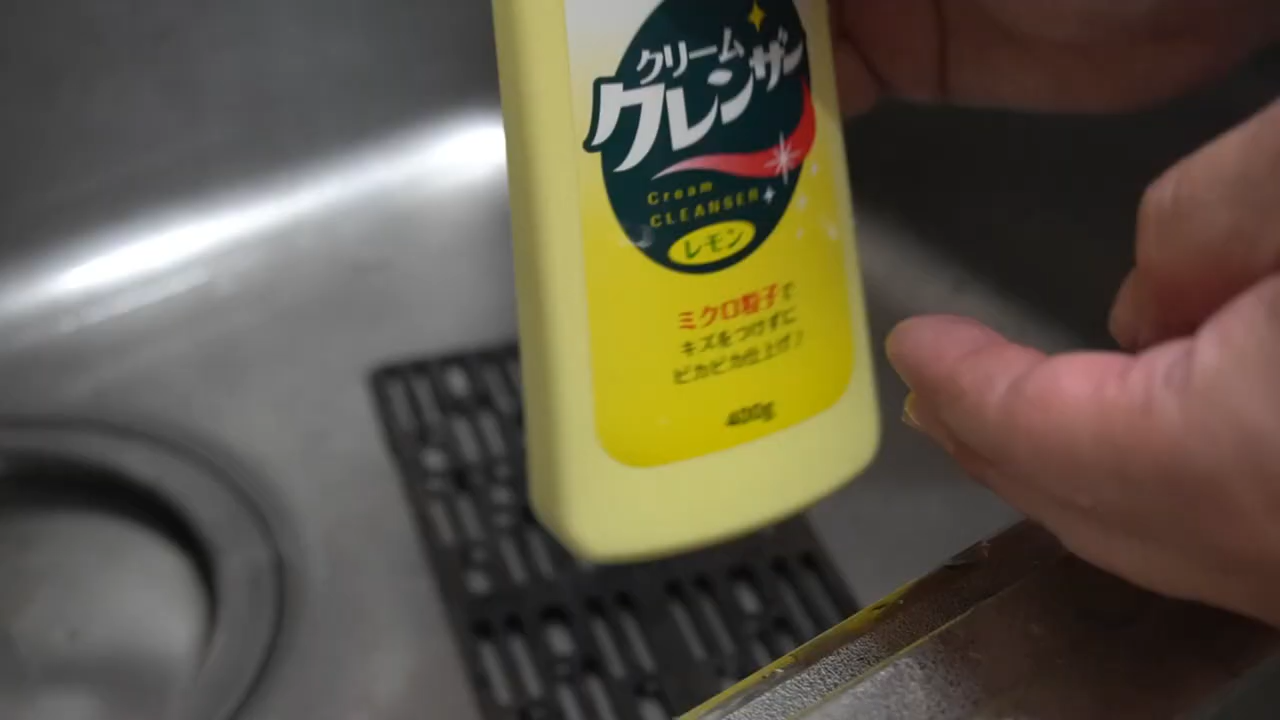 クリーム
クレンザー
Cream
CLEANSER
レモン
ミクロ粒子で
キズをつけずに
ピカピカ仕上げ!
400g